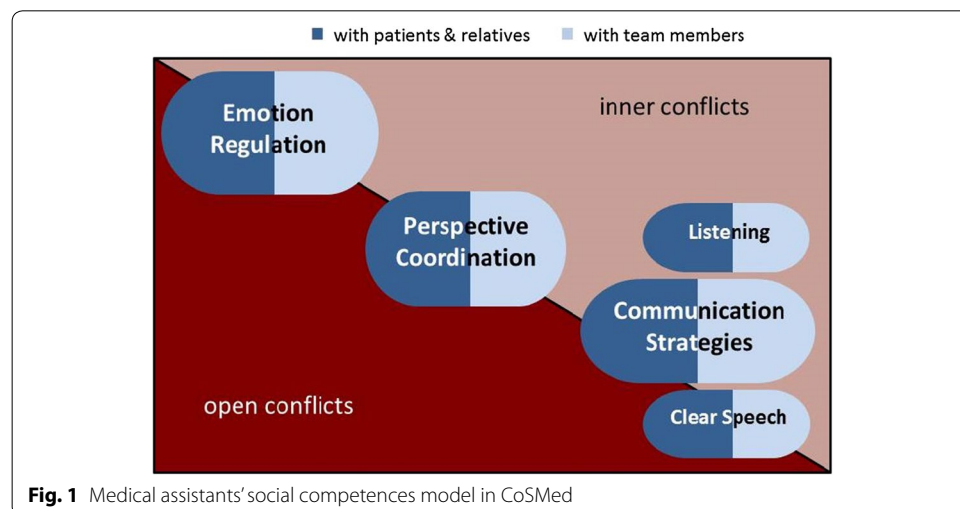 with patients & relatives with team members
inner conflicts
Emotion
Regulation
Perspective
Coordination
Listening
Communication
Strategies
Clear Speech
open conflicts
Fig. 1 Medical assistants' social competences model in CoSMed